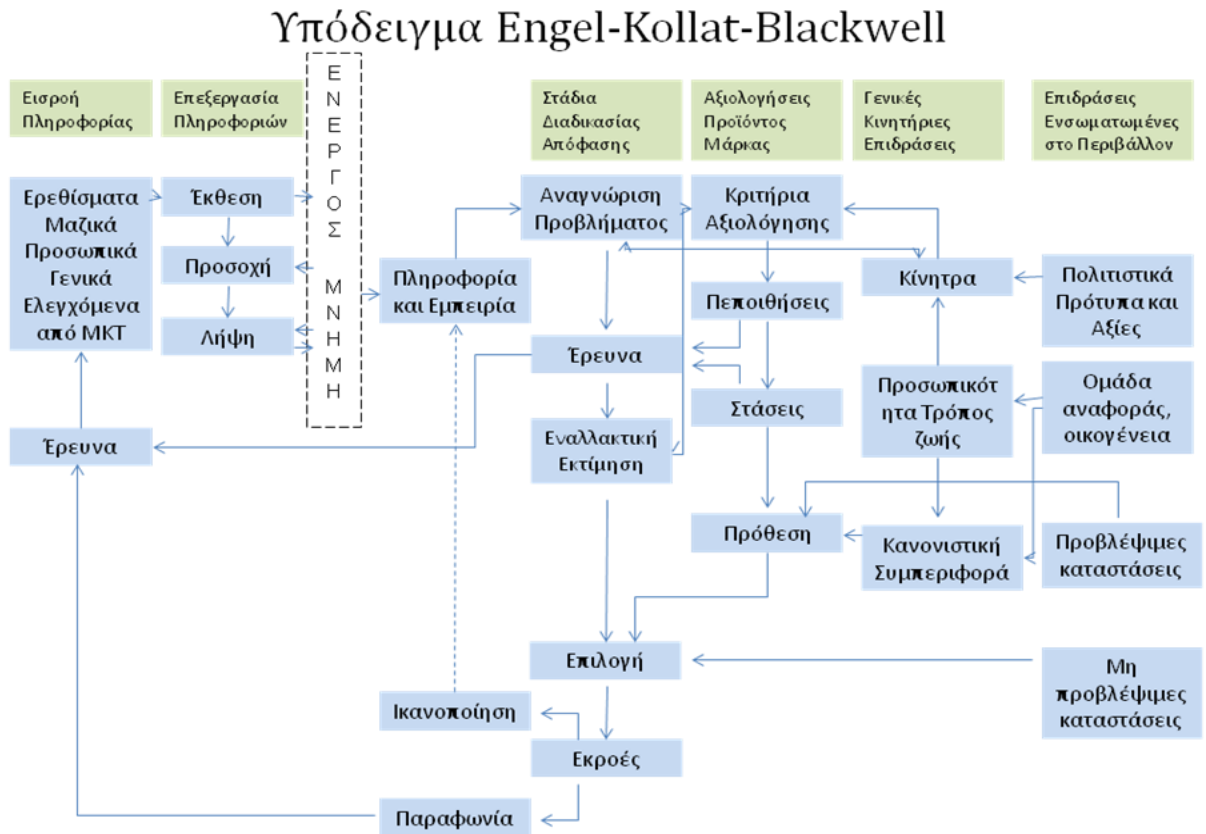 Υπόδειγμα Engel-Kollat-Blackwell
Εισροή
Πληροφορίας
Επεξεργασία
Πληροφοριών
ΕΝΕΡΓΟΣ ΜΝΗΜΗ
Στάδια
Διαδικασίας
Απόφασης
Αξιολογήσεις
Προϊόντος
Μάρκας
Γενικές
Κινητήριες
Επιδράσεις
Επιδράσεις
Ενσωματωμένες
στο Περιβάλλον
Ερεθίσματα
Μαζικά
Προσωπικά
Γενικά
Ελεγχόμενα
από ΜΚΤ
Έκθεση
Προσοχή
Λήψη
Έρευνα
Πληροφορία
και Εμπειρία
Αναγνώριση
Προβλήματος
Έρευνα
Εναλλακτική
Εκτίμηση
Κριτήρια
Αξιολόγησης
Πεποιθήσεις
Στάσεις
Πρόθεση
Κίνητρα
Προσωπικότ
ητα Τρόπος
ζωής
Κανονιστική
Συμπεριφορά
Πολιτιστικά
Πρότυπα και
Αξίες
Ομάδα
αναφοράς,
οικογένεια
Προβλέψιμες
καταστάσεις
Μη
προβλέψιμες
καταστάσεις
Επιλογή
Ικανοποίηση
Εκροές
Παραφωνία